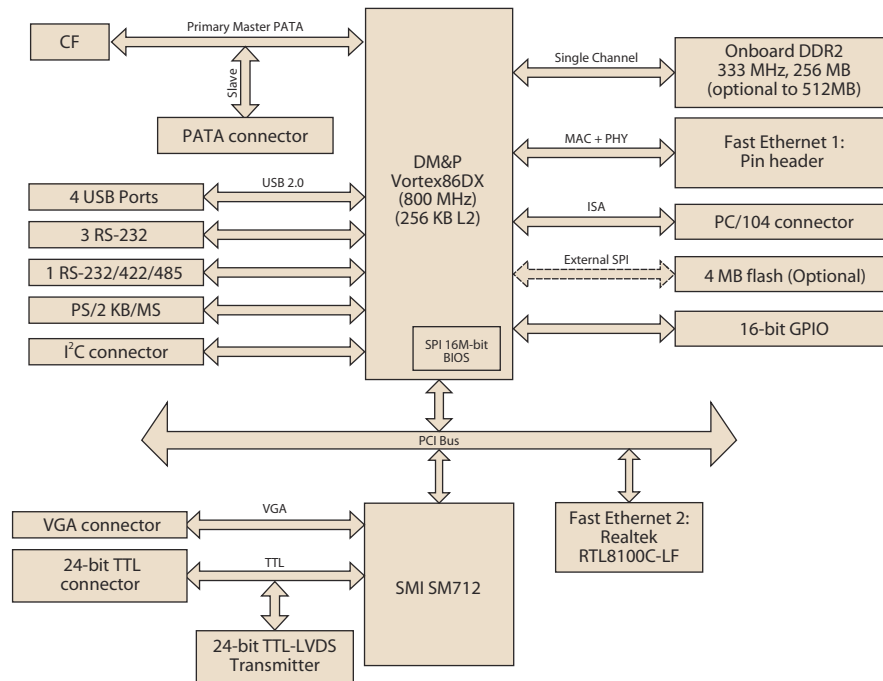 CF
Primary Master PATA
Slave
PATA connector
4 USB Ports
USB 2.0
3 RS-232
1 RS-232/422/485
PS/2 KB/MS
I²C connector
DM&P
Vortex86DX
(800 MHz)
(256 KB L2)
SPI 16M-bit
BIOS
Single Channel
Onboard DDR2
333 MHz, 256 MB
(optional to 512MB)
MAC + PHY
Fast Ethernet 1:
Pin header
ISA
PC/104 connector
External SPI
4 MB flash (Optional)
16-bit GPIO
PCI Bus
VGA connector
VGA
24-bit TTL
connector
TTL
24-bit TTL-LVDS
Transmitter
SMI SM712
Fast Ethernet 2:
Realtek
RTL8100C-LF